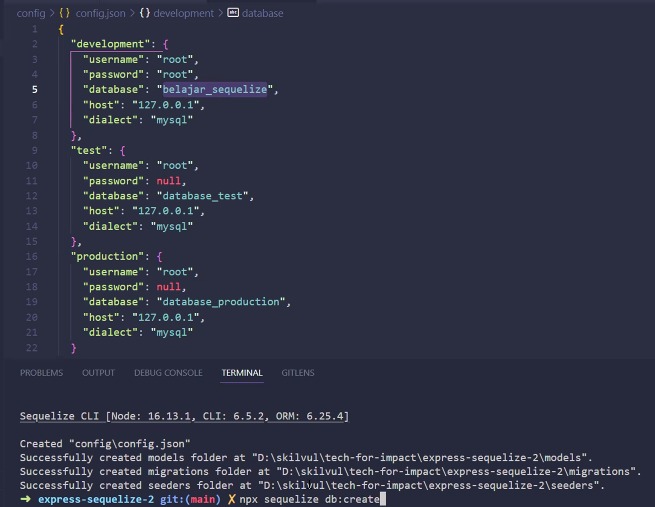 config > {} config.json > {} development > abc database
1 {
2 "development": {
3 "username": "root",
4 "password": "root",
5 "database": "belajar_sequelize",
6 "host": "127.0.0.1",
7 "dialect": "mysql"
8 },
9 "test": {
10 "username": "root",
11 "password": null,
12 "database": "database_test",
13 "host": "127.0.0.1",
14 "dialect": "mysql"
15 },
16 "production": {
17 "username": "root",
18 "password": null,
19 "database": "database_production",
20 "host": "127.0.0.1",
21 "dialect": "mysql"
22 }
PROBLEMS OUTPUT DEBUG CONSOLE TERMINAL GITLENS
Sequelize CLI [Node: 16.13.1, CLI: 6.5.2, ORM: 6.25.4]
Created "config\config.json"
Successfully created models folder at "D:\skilvul\tech-for-impact\express-sequelize-2\models".
Successfully created migrations folder at "D:\skilvul\tech-for-impact\express-sequelize-2\migrations".
Successfully created seeders folder at "D:\skilvul\tech-for-impact\express-sequelize-2\seeders".
➜ express-sequelize-2 git:(main) ✗ npx sequelize db:create